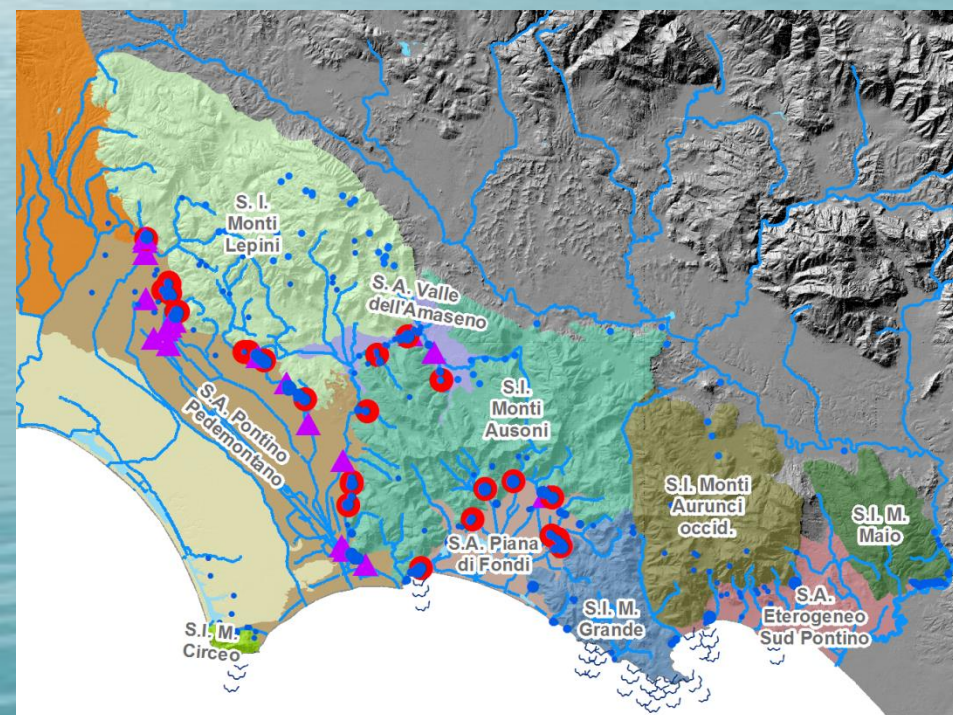 S. I.
Monti
Lepini
S. A. Valle
dell'Amaseno
S.I.
Monti
Ausoni
S.A. Pontino
Pedemontano
S.I. Monti
Aurunci
occid.
S.I. M.
Maio
S.A. Piana
di Fondi
S.I. M.
Grande
S.A.
Eterogeneo
Sud Pontino
S.I. M.
Circeo